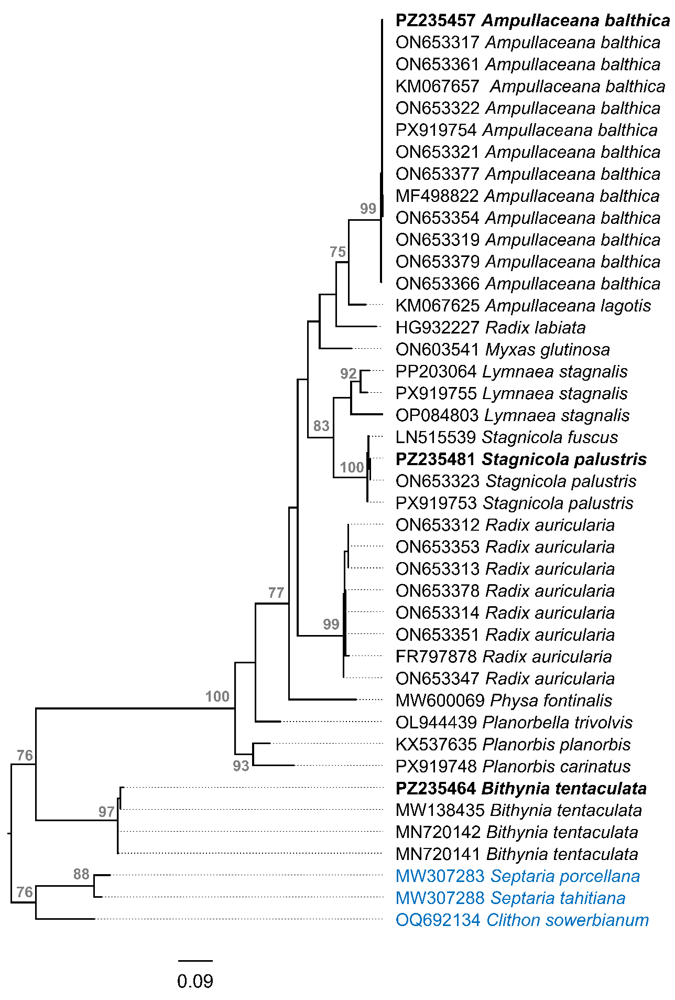 PZ235457 Ampullaceana balthica
ON653317 Ampullaceana balthica
ON653361 Ampullaceana balthica
KM067657 Ampullaceana balthica
ON653322 Ampullaceana balthica
PX919754 Ampullaceana balthica
ON653321 Ampullaceana balthica
ON653377 Ampullaceana balthica
MF498822 Ampullaceana balthica
99
ON653354 Ampullaceana balthica
ON653319 Ampullaceana balthica
75
ON653379 Ampullaceana balthica
ON653366 Ampullaceana balthica
KM067625 Ampullaceana lagotis
HG932227 Radix labiata
ON603541 Myxas glutinosa
92
PP203064 Lymnaea stagnalis
PX919755 Lymnaea stagnalis
OP084803 Lymnaea stagnalis
83
LN515539 Stagnicola fuscus
PZ235481 Stagnicola palustris
100
ON653323 Stagnicola palustris
PX919753 Stagnicola palustris
ON653312 Radix auricularia
ON653353 Radix auricularia
ON653313 Radix auricularia
77
ON653378 Radix auricularia
ON653314 Radix auricularia
99
ON653351 Radix auricularia
FR797878 Radix auricularia
ON653347 Radix auricularia
100
MW600069 Physa fontinalis
OL944439 Planorbella trivolvis
KX537635 Planorbis planorbis
76
93
PX919748 Planorbis carinatus
PZ235464 Bithynia tentaculata
97
MW138435 Bithynia tentaculata
MN720142 Bithynia tentaculata
MN720141 Bithynia tentaculata
88
MW307283 Septaria porcellana
76
MW307288 Septaria tahitiana
OQ692134 Clithon sowerbianum
0.09